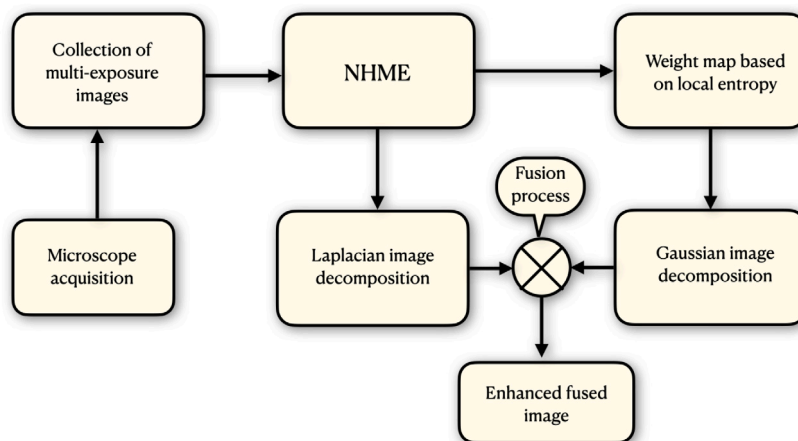 Collection of
multi-exposure
images
NHME
Weight map based
on local entropy
Fusion
process
Microscope
acquisition
Laplacian image
decomposition
Gaussian image
decomposition
Enhanced fused
image